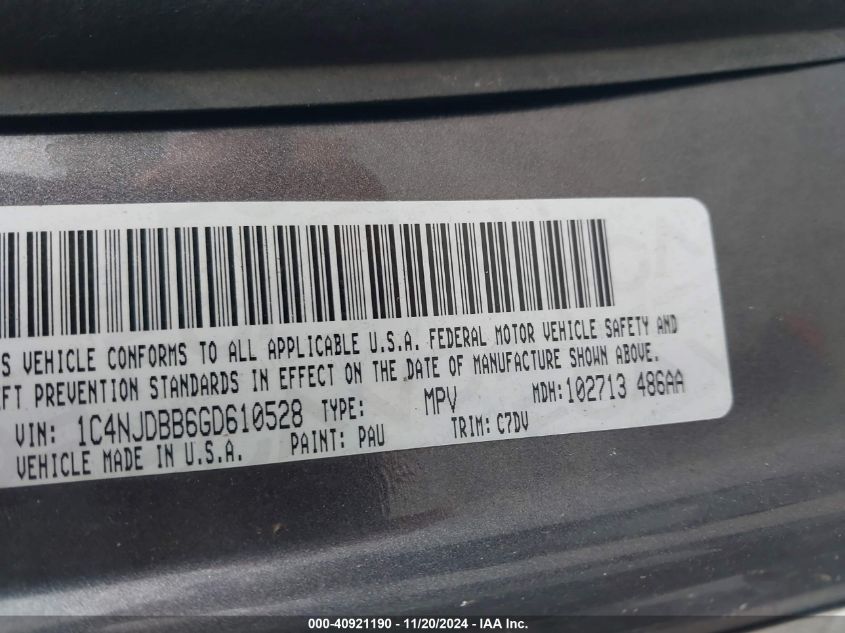 S VEHICLE CONFORMS TO ALL APPLICABLE U.S.A. FEDERAL MOTOR VEHICLE SAFETY AND
FT PREVENTION STANDARDS IN EFFECT ON THE DATE OF MANUFACTURE SHOWN ABOVE.
VIN: 1C4NJDBB6GD610528 TYPE: MPV MDH:102713 486AA
VEHICLE MADE IN U.S.A. PAINT: PAU TRIM: C7DV
000-40921190 - 11/20/2024 - IAA Inc.